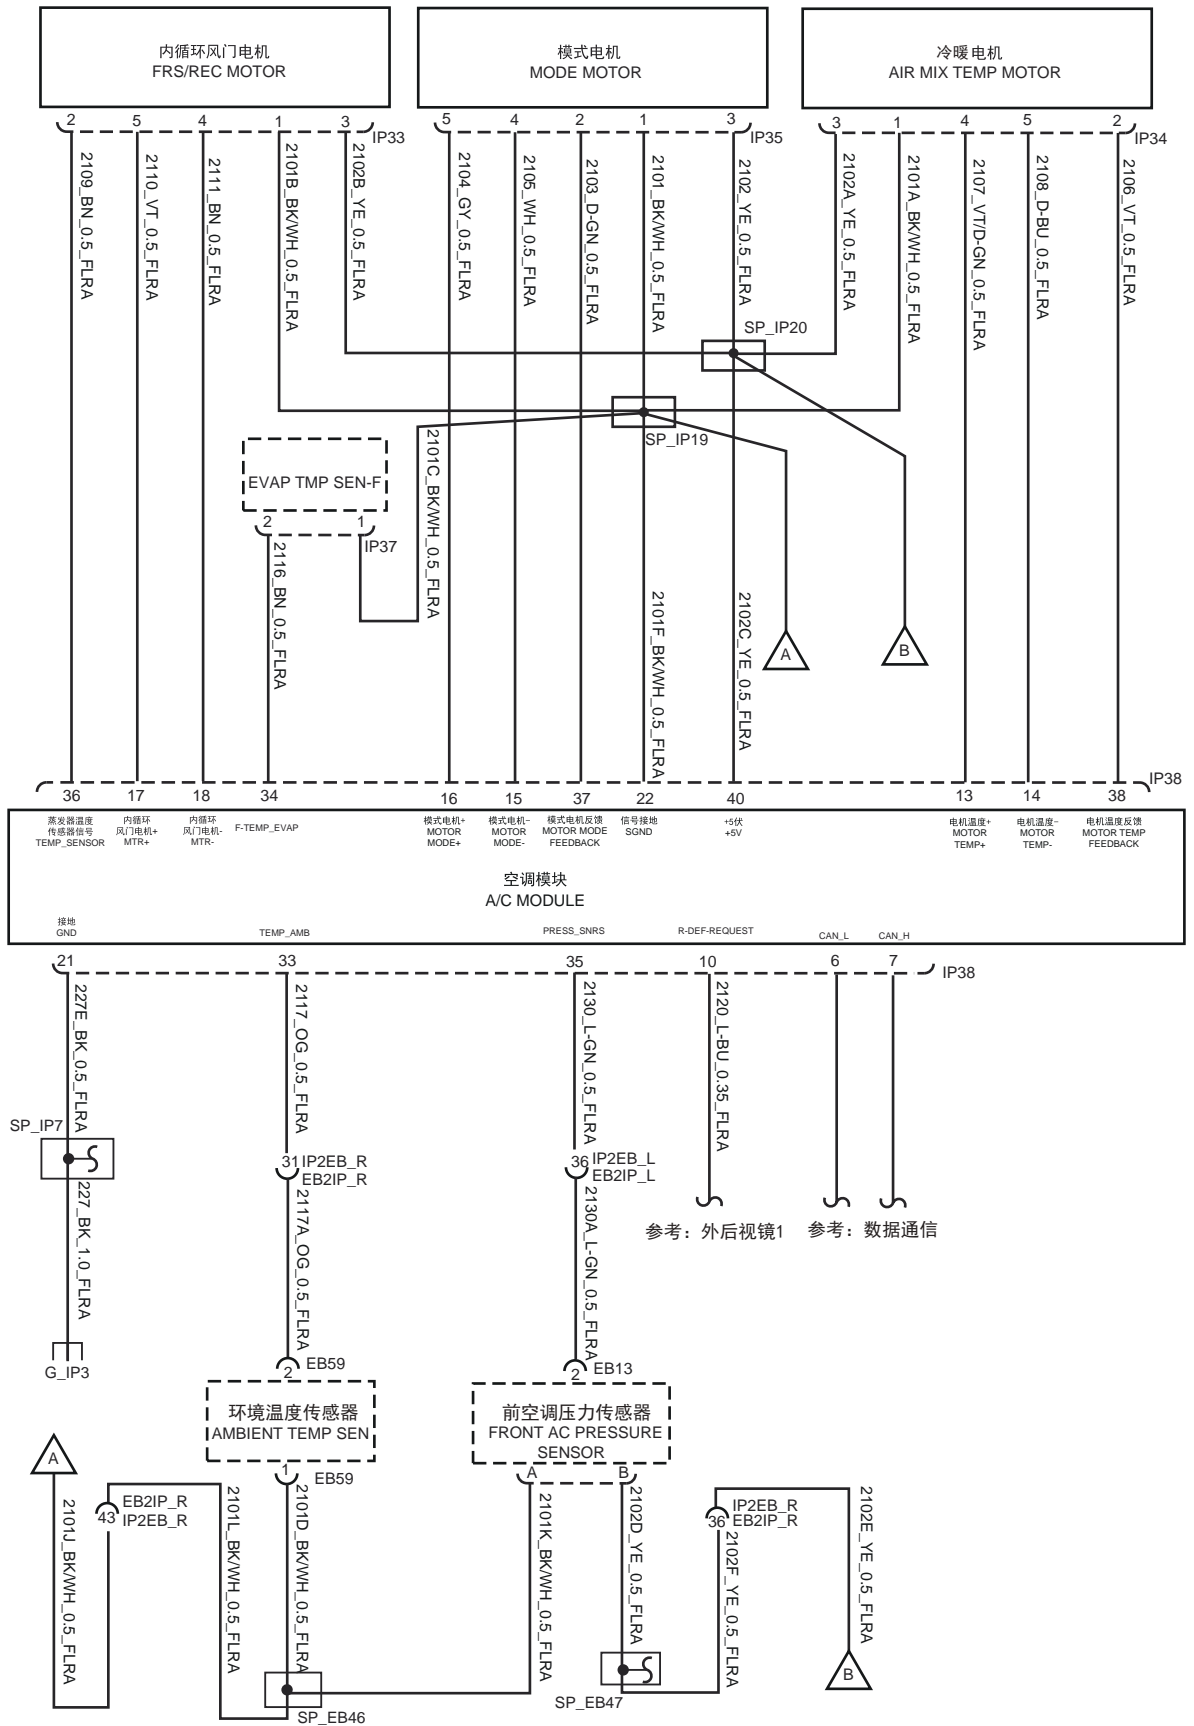 内循环风门电机
FRS/REC MOTOR
模式电机
MODE MOTOR
冷暖电机
AIR MIX TEMP MOTOR
2 5 4 1 3
IP33
5 4 2 1 3
IP35
3 1 4 5 2
IP34
2109_BN_0.5_FLRA
2110_VT_0.5_FLRA
2111_BN_0.5_FLRA
2101B_BK/WH_0.5_FLRA
2102B_YE_0.5_FLRA
2104_GY_0.5_FLRA
2105_WH_0.5_FLRA
2103_D-GN_0.5_FLRA
2101_BK/WH_0.5_FLRA
2102_YE_0.5_FLRA
2102A_YE_0.5_FLRA
2101A_BK/WH_0.5_FLRA
2107_VT/D-GN_0.5_FLRA
2108_D-BU_0.5_FLRA
2106_VT_0.5_FLRA
SP_IP20
SP_IP19
EVAP TMP SEN-F
2 1
IP37
2116_BN_0.5_FLRA
2101C_BK/WH_0.5_FLRA
2101F_BK/WH_0.5_FLRA
2102C_YE_0.5_FLRA
A
B
IP38
36 17 18 34 16 15 37 22 40 13 14 38
蒸发器温度
传感器信号
TEMP_SENSOR
内循环
风门电机+
MTR+
内循环
风门电机-
MTR-
F-TEMP_EVAP
模式电机+
MOTOR
MODE+
模式电机-
MOTOR
MODE-
模式电机反馈
MOTOR MODE
FEEDBACK
信号接地
SGND
+5伏
+5V
电机温度+
MOTOR
TEMP+
电机温度-
MOTOR
TEMP-
电机温度反馈
MOTOR TEMP
FEEDBACK
空调模块
A/C MODULE
接地
GND
TEMP_AMB
PRESS_SNRS
R-DEF-REQUEST
CAN_L
CAN_H
21 33 35 10 6 7
IP38
227E_BK_0.5_FLRA
2117_OG_0.5_FLRA
2130_L-GN_0.5_FLRA
2120_L-BU_0.35_FLRA
SP_IP7
31 IP2EB_R
EB2IP_R
36 IP2EB_L
EB2IP_L
227_BK_1.0_FLRA
2117A_OG_0.5_FLRA
2130A_L-GN_0.5_FLRA
参考：外后视镜1
参考：数据通信
G_IP3
2 EB59
2 EB13
环境温度传感器
AMBIENT TEMP SEN
前空调压力传感器
FRONT AC PRESSURE
SENSOR
1 EB59
A B
A
43
EB2IP_R
IP2EB_R
2101J_BK/WH_0.5_FLRA
2101L_BK/WH_0.5_FLRA
2101D_BK/WH_0.5_FLRA
2101K_BK/WH_0.5_FLRA
2102D_YE_0.5_FLRA
36
IP2EB_R
EB2IP_R
2102F_YE_0.5_FLRA
2102E_YE_0.5_FLRA
B
SP_EB46
SP_EB47